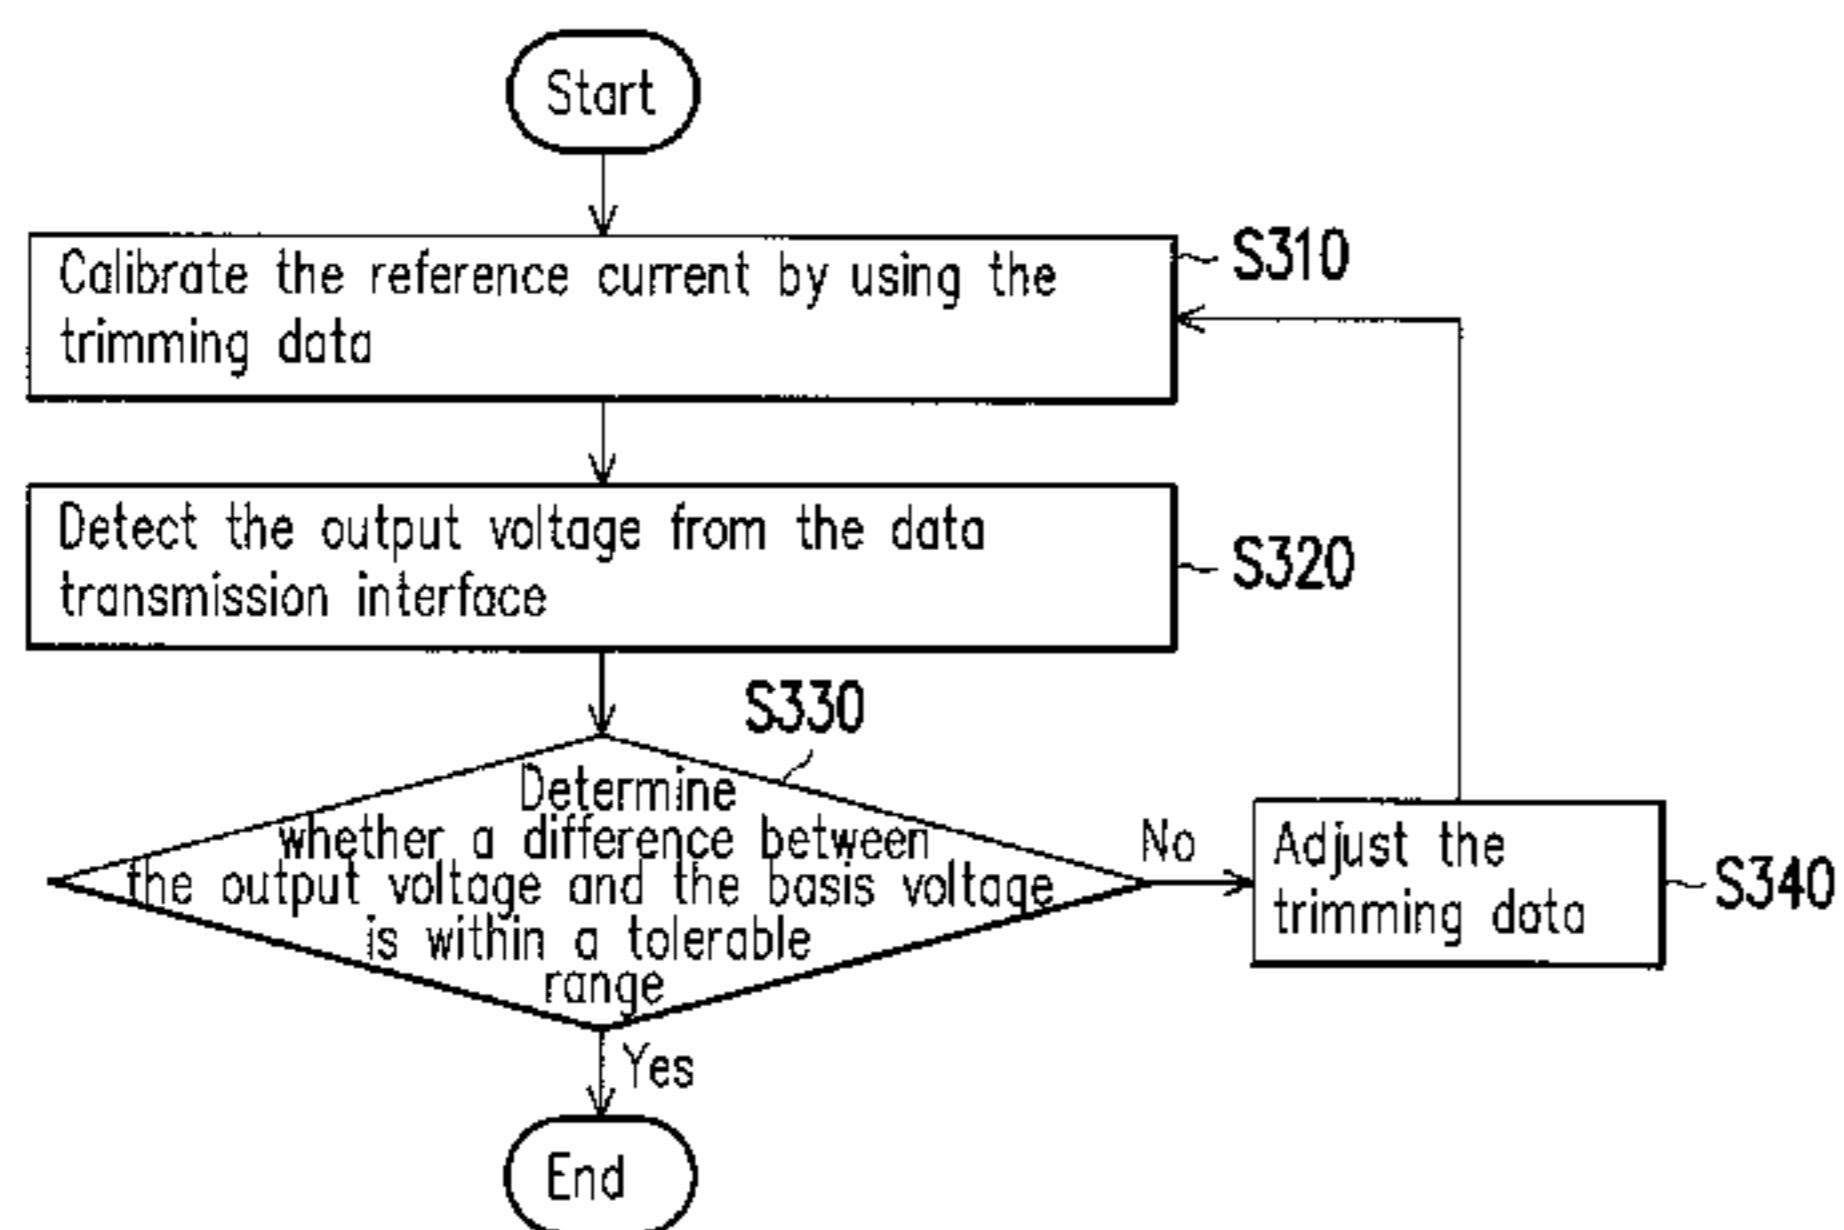 Start
Calibrate the reference current by using the
trimming data
S310
Detect the output voltage from the data
transmission interface
S320
S330
Determine
whether a difference between
the output voltage and the basis voltage
is within a tolerable
range
No
Adjust the
trimming data
S340
Yes
End